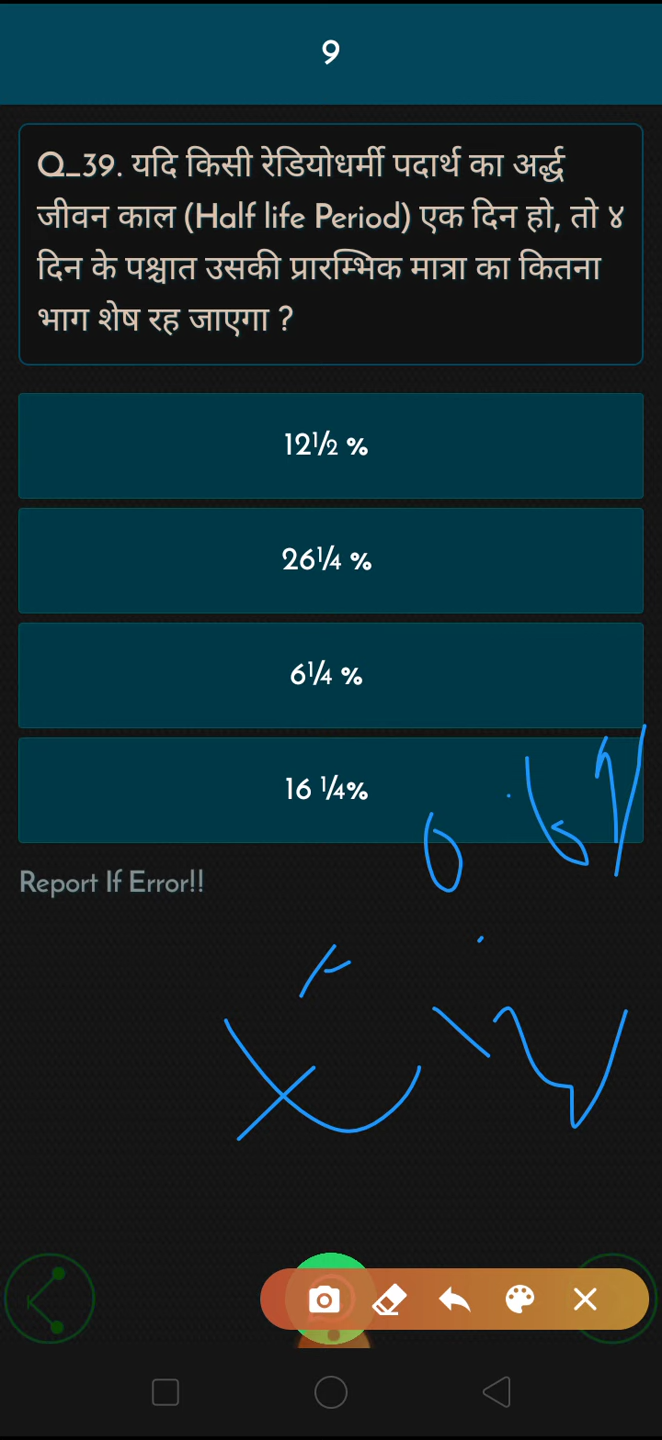 9
Q_39. यदि किसी रेडियोधर्मी पदार्थ का अर्द्ध
जीवन काल (Half life Period) एक दिन हो, तो ४
दिन के पश्चात उसकी प्रारम्भिक मात्रा का कितना
भाग शेष रह जाएगा ?
12½ %
26¼ %
6¼ %
16 ¼%
Report If Error!!